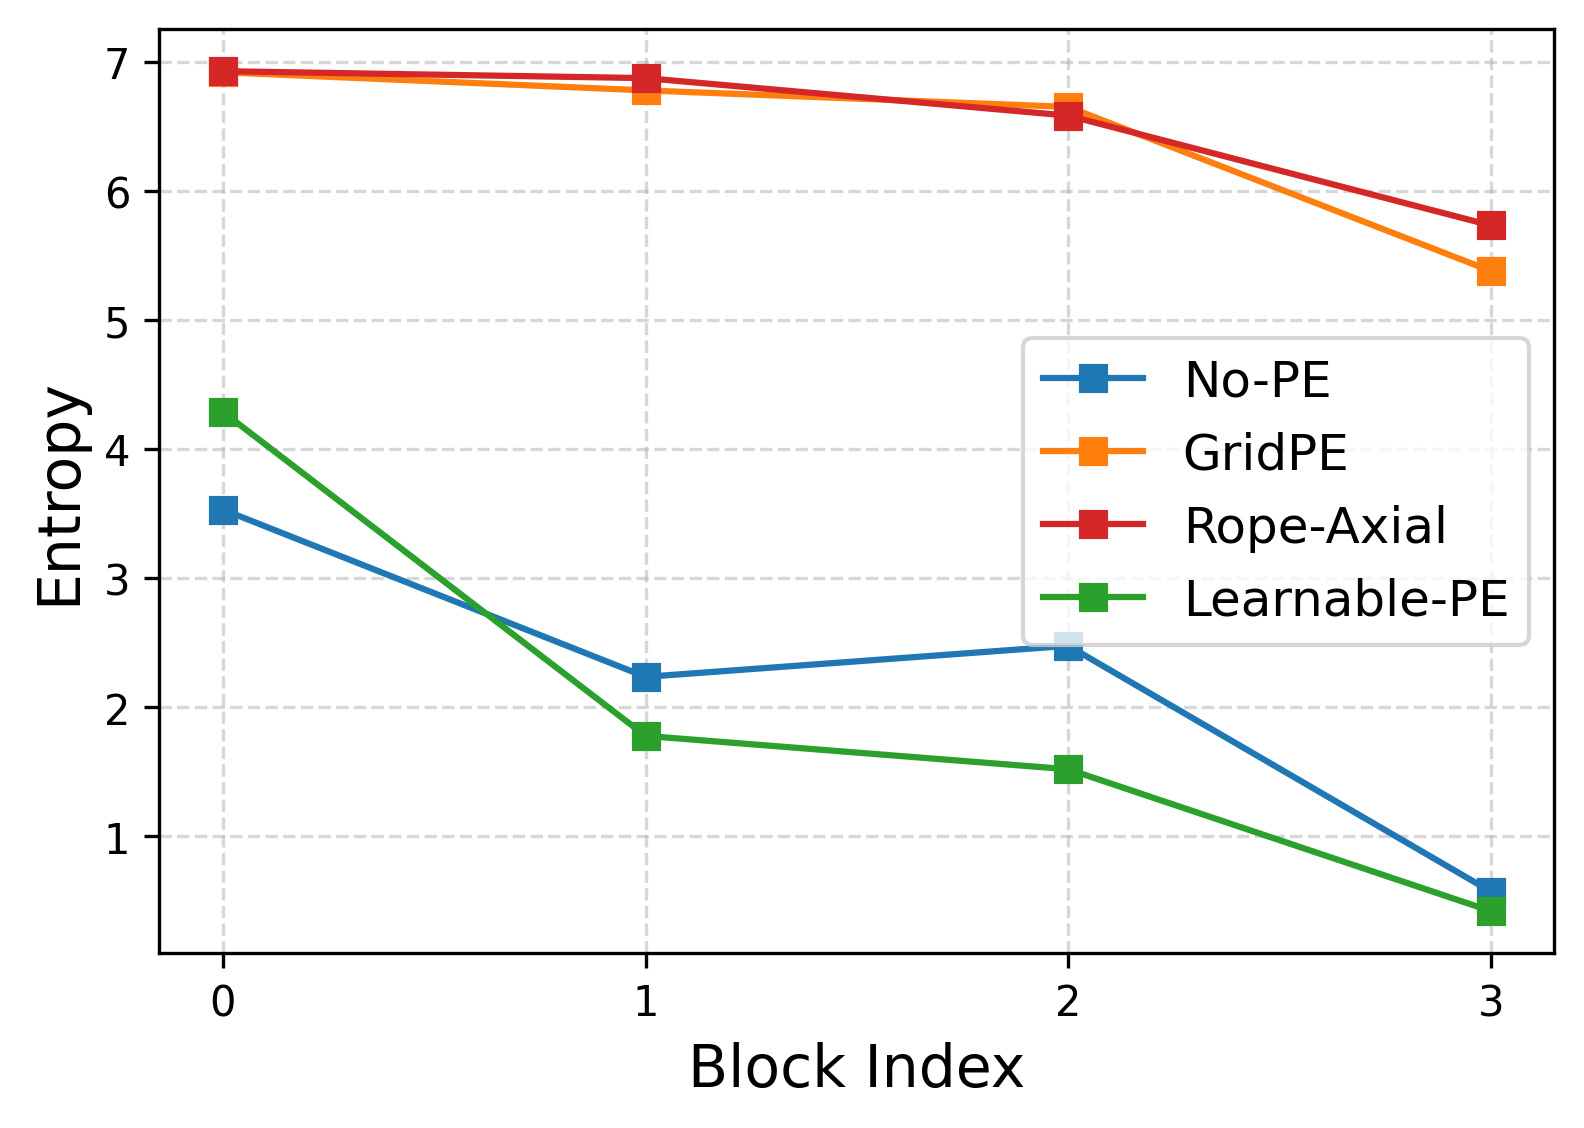 7
6
5
4
3
2
1
Entropy
No-PE
GridPE
Rope-Axial
Learnable-PE
0 1 2 3
Block Index